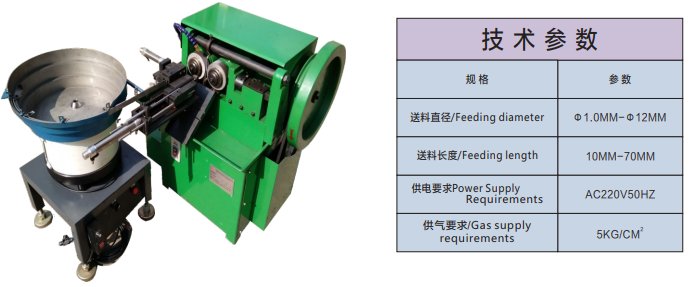 技术参数
规格 参数
送料直径/Feeding diameter Φ1.0MM-Φ12MM
送料长度/Feeding length 10MM-70MM
供电要求Power Supply
Requirements AC220V50HZ
供气要求/Gas supply
requirements 5KG/CM²